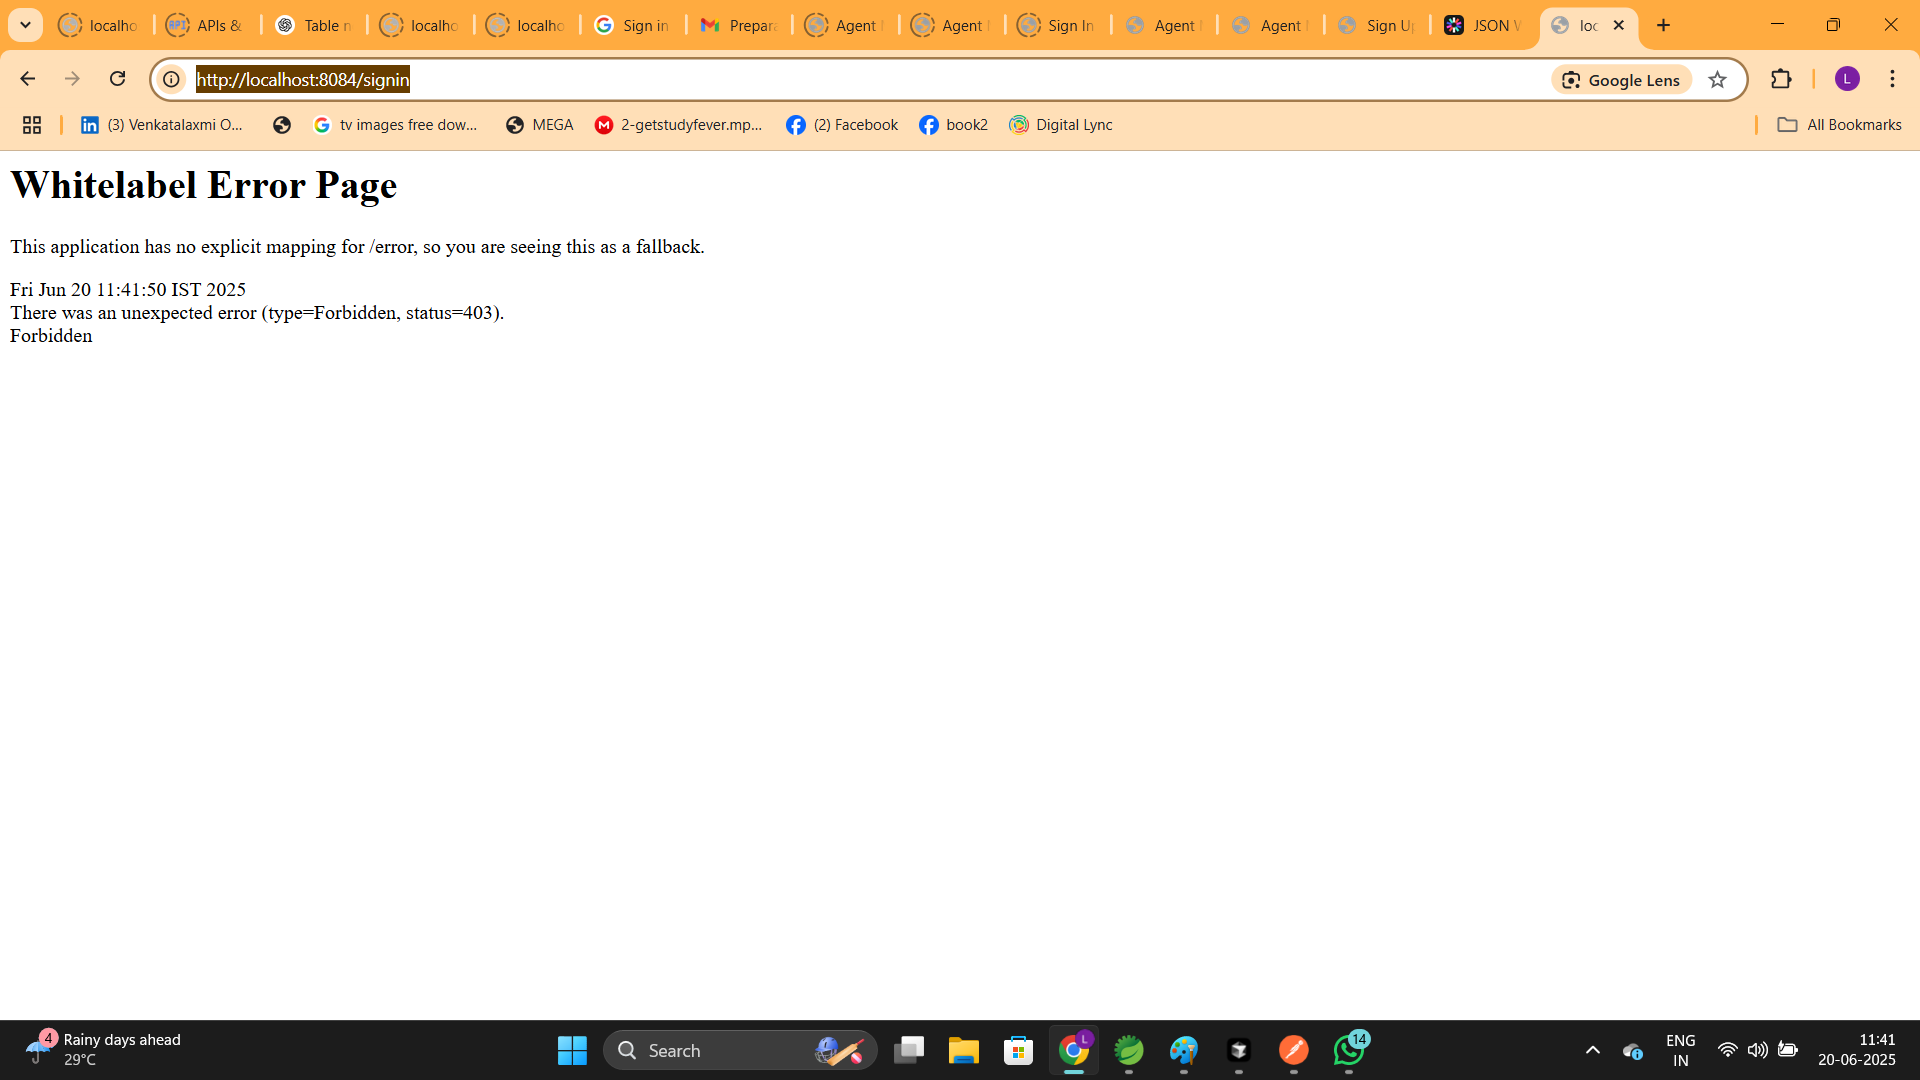 localho
APIs &
Table n
localho
localho
Sign in
Prepara
Agent
Agent
Sign In
Agent
Agent
Sign Up
JSON V
loc
http://localhost:8084/signin
Google Lens
L
(3) Venkatalaxmi O...
tv images free dow...
MEGA
2-getstudyfever.mp...
(2) Facebook
book2
Digital Lync
All Bookmarks
Whitelabel Error Page
This application has no explicit mapping for /error, so you are seeing this as a fallback.
Fri Jun 20 11:41:50 IST 2025
There was an unexpected error (type=Forbidden, status=403).
Forbidden
4
Rainy days ahead
29°C
Search
L
14
ENG
IN
11:41
20-06-2025